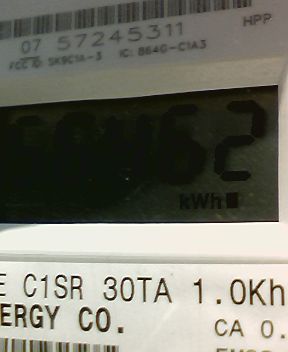 07 57245311
HPP
FCC ID: SK9C1A-3 IC: 864G-C1A3
62
kWh
E C1SR 30TA 1.0Kh
ERGY CO.
CA 0.